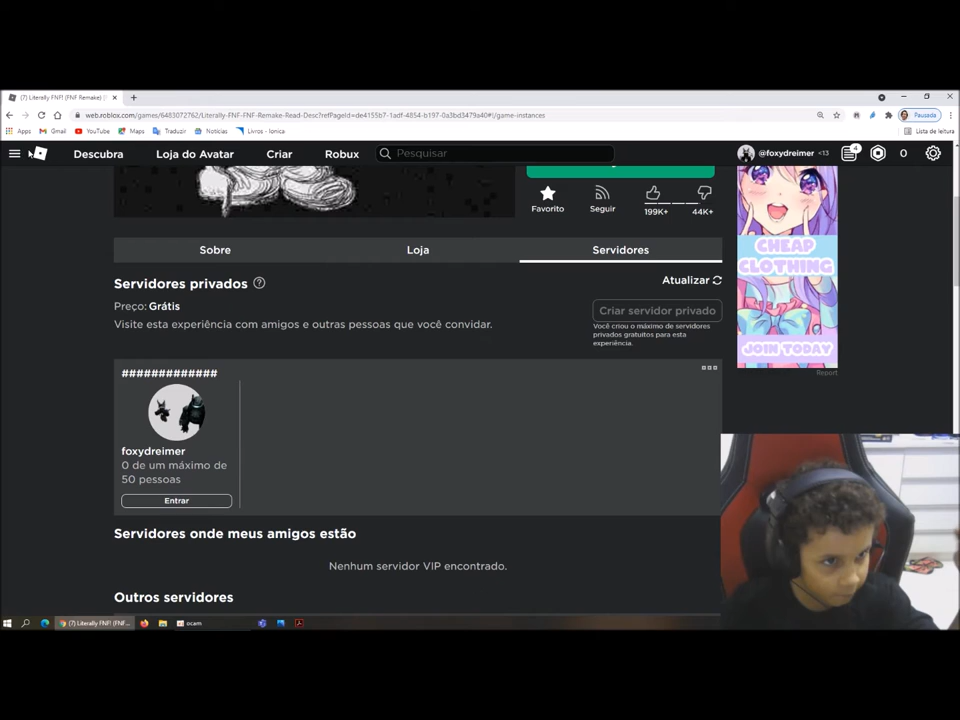 (7) Literally FNF! (FNF Remake)
web.roblox.com/games/6483072762/Literally-FNF-FNF-Remake-Read-Desc?refPageId=de4155b7-1adf-4854-b197-0a3bd3479a40#!/game-instances
Pausada
Apps Gmail YouTube Maps Traduzir Notícias Livros - Ionica Lista de leitura
Descubra Loja do Avatar Criar Robux Pesquisar @foxydreimer <13 4 0
Favorito Seguir 199K+ 44K+
Sobre Loja Servidores
CHEAP
CLOTHING
JOIN TODAY
Report
Servidores privados ?
Atualizar
Preço: Grátis
Criar servidor privado
Visite esta experiência com amigos e outras pessoas que você convidar.
Você criou o máximo de servidores
privados gratuitos para esta
experiência.
#############
foxydreimer
0 de um máximo de
50 pessoas
Entrar
Servidores onde meus amigos estão
Nenhum servidor VIP encontrado.
Outros servidores
(7) Literally FNF! (FNF... ocam